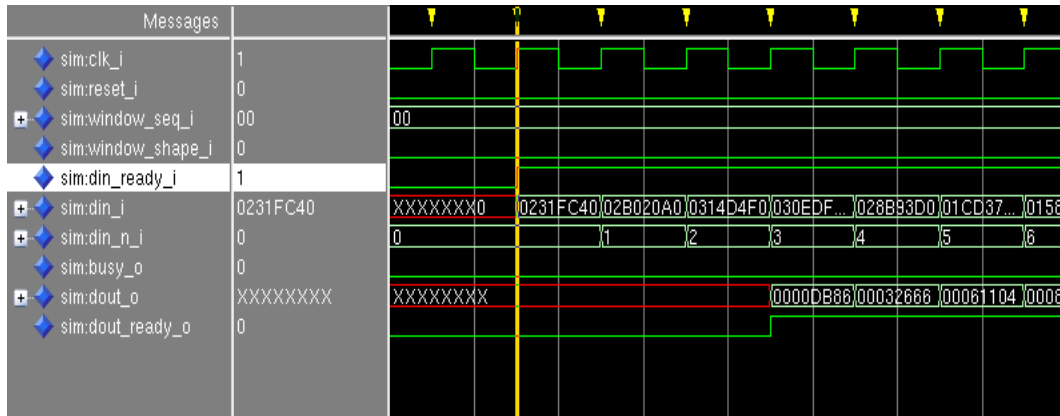 Messages
sim:clk_i 1
sim:reset_i 0
sim:window_seq_i 00 00
sim:window_shape_i 0
sim:din_ready_i 1
sim:din_i 0231FC40 XXXXXXX0 0231FC40 02B020A0 0314D4F0 030EDF... 028B93D0 01CD37... 0158
sim:din_n_i 0 0 1 2 3 4 5 6
sim:busy_o 0
sim:dout_o XXXXXXXX XXXXXXXX 0000DB86 00032666 00061104 0008
sim:dout_ready_o 0